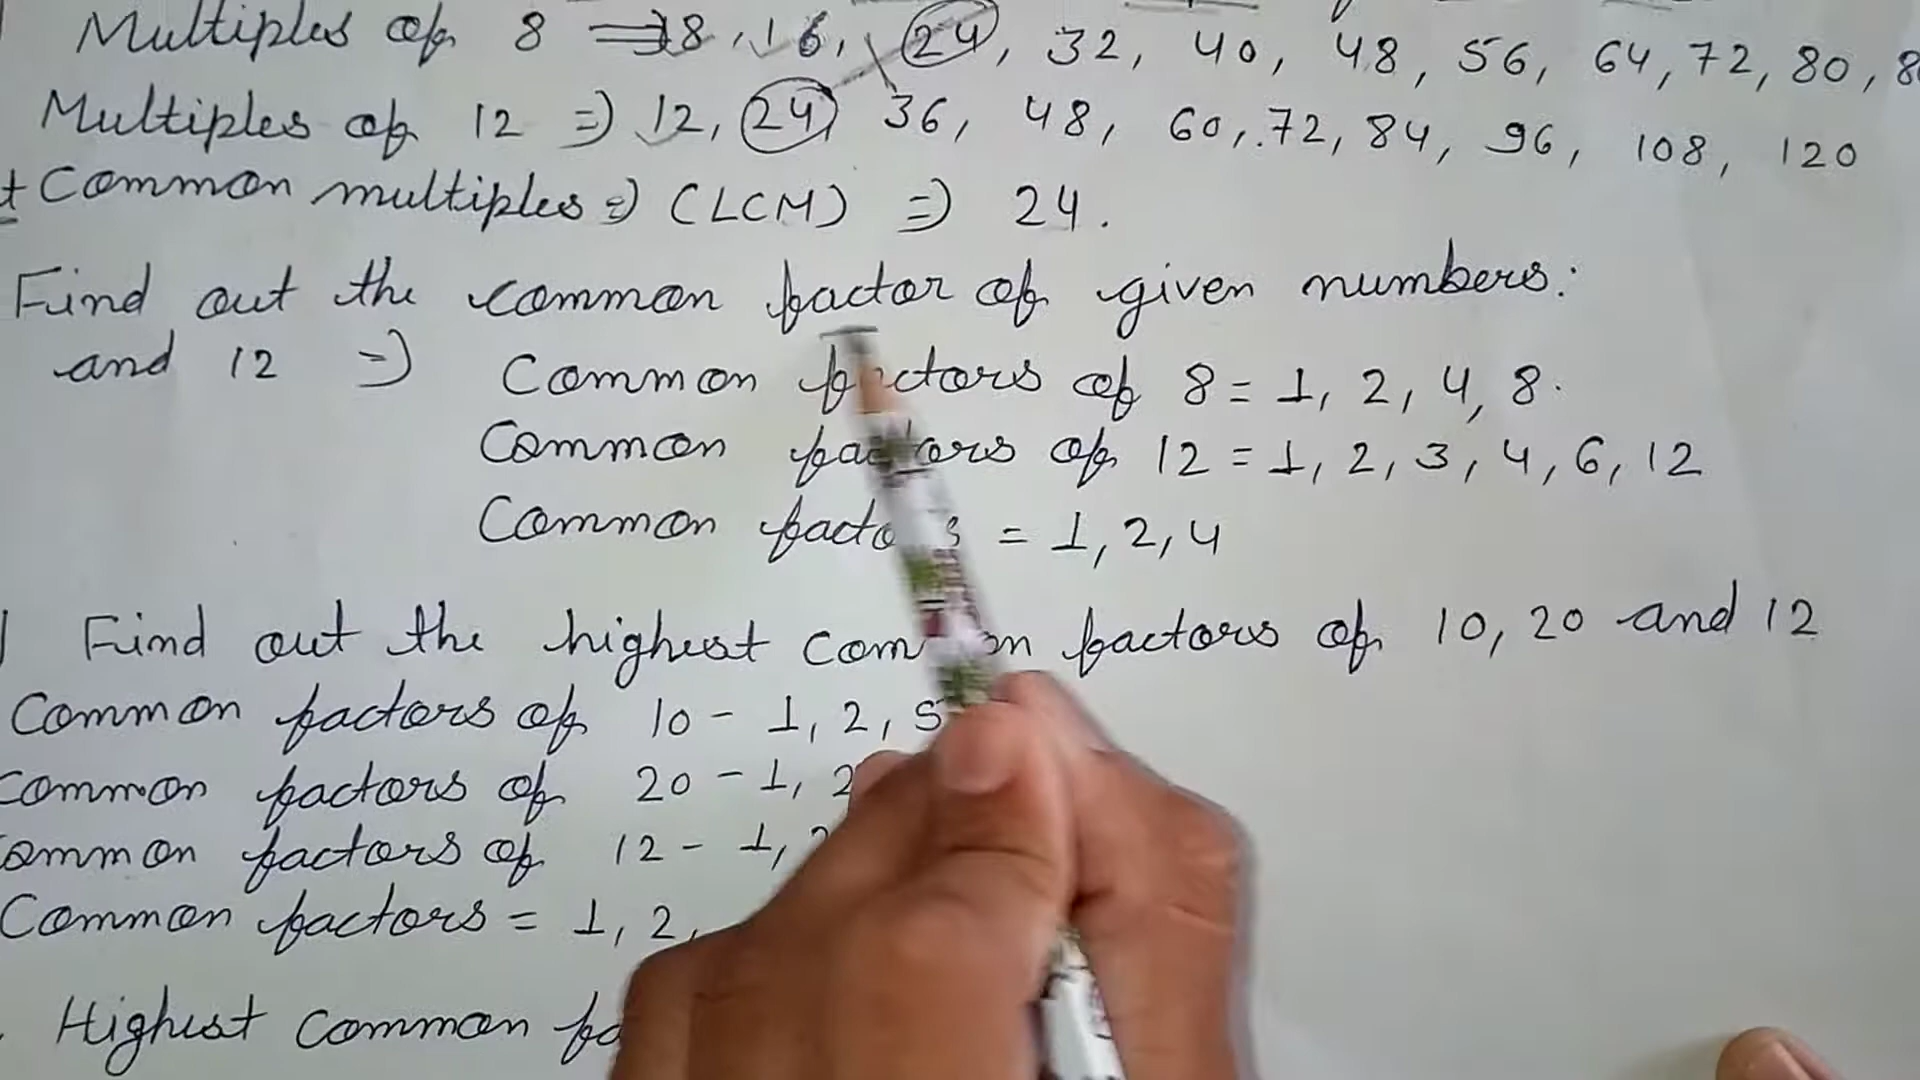 Multiples of 8 => 8, 16, 24, 32, 40, 48, 56, 64, 72, 80,
Multiples of 12 => 12, 24, 36, 48, 60, 72, 84, 96, 108, 120
Common multiples => (LCM) => 24.
Find out the common factor of given numbers:
and 12 => Common factors of 8 = 1, 2, 4, 8.
Common factors of 12 = 1, 2, 3, 4, 6, 12
Common factors = 1, 2, 4
Find out the highest common factors of 10, 20 and 12
Common factors of 10 - 1, 2, 5
Common factors of 20 - 1, 2
Common factors of 12 - 1, 2
Common factors = 1, 2,
Highest common